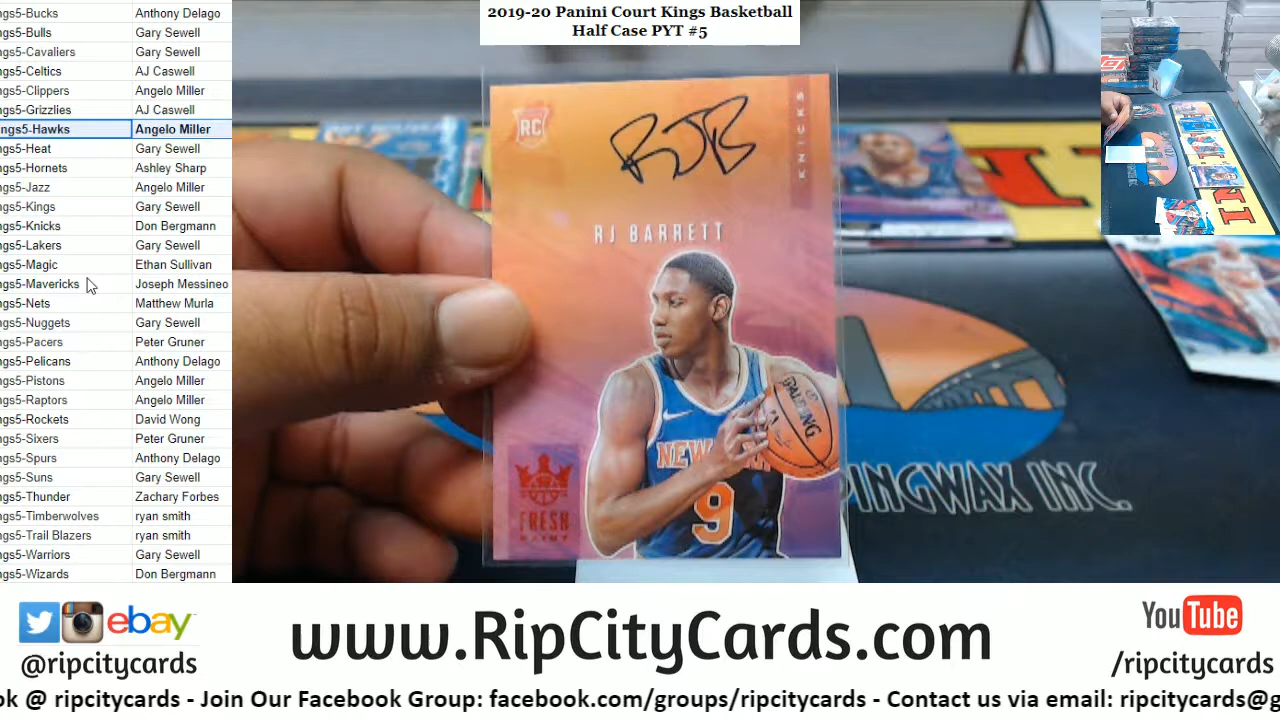 2019-20 Panini Court Kings Basketball
Half Case PYT #5
ngs5-Bucks Anthony Delago
ngs5-Bulls Gary Sewell
ngs5-Cavaliers Gary Sewell
ngs5-Celtics AJ Caswell
ngs5-Clippers Angelo Miller
ngs5-Grizzlies AJ Caswell
ngs5-Hawks Angelo Miller
ngs5-Heat Gary Sewell
ngs5-Hornets Ashley Sharp
ngs5-Jazz Angelo Miller
ngs5-Kings Gary Sewell
ngs5-Knicks Don Bergmann
ngs5-Lakers Gary Sewell
ngs5-Magic Ethan Sullivan
ngs5-Mavericks Joseph Messineo
ngs5-Nets Matthew Murla
ngs5-Nuggets Gary Sewell
ngs5-Pacers Peter Gruner
ngs5-Pelicans Anthony Delago
ngs5-Pistons Angelo Miller
ngs5-Raptors Angelo Miller
ngs5-Rockets David Wong
ngs5-Sixers Peter Gruner
ngs5-Spurs Anthony Delago
ngs5-Suns Gary Sewell
ngs5-Thunder Zachary Forbes
ngs5-Timberwolves ryan smith
ngs5-Trail Blazers ryan smith
ngs5-Warriors Gary Sewell
ngs5-Wizards Don Bergmann
RC
RJB
KNICKS
RJ BARRETT
SPALDING
NEW
9
FRESH
PAINT
PINGWAX INC.
ebay
@ripcitycards
www.RipCityCards.com
YouTube
/ripcitycards
ok @ ripcitycards - Join Our Facebook Group: facebook.com/groups/ripcitycards - Contact us via email: ripcitycards@g